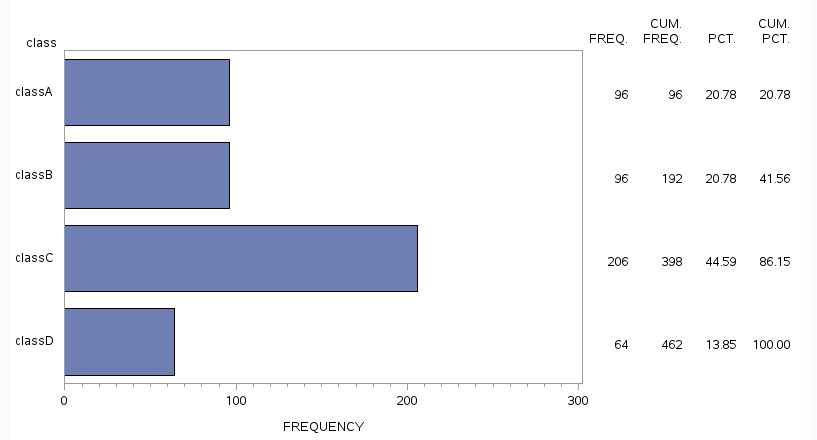 CUM. CUM.
class FREQ. FREQ. PCT. PCT.
classA 96 96 20.78 20.78
classB 96 192 20.78 41.56
classC 206 398 44.59 86.15
classD 64 462 13.85 100.00
0 100 200 300
FREQUENCY